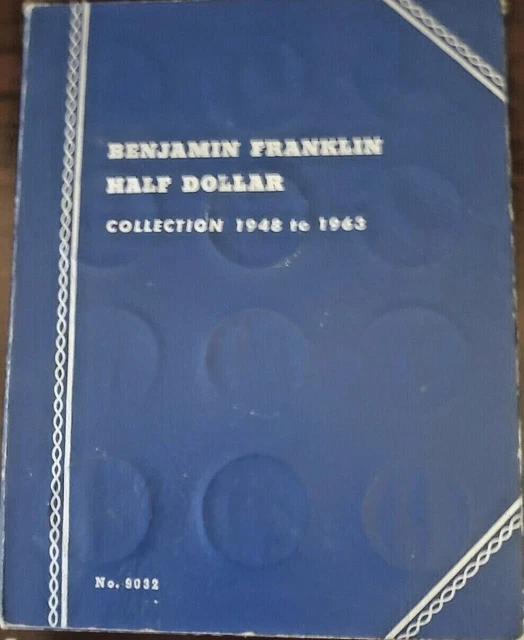 BENJAMIN FRANKLIN
HALF DOLLAR
COLLECTION 1948 to 1963
No. 9032